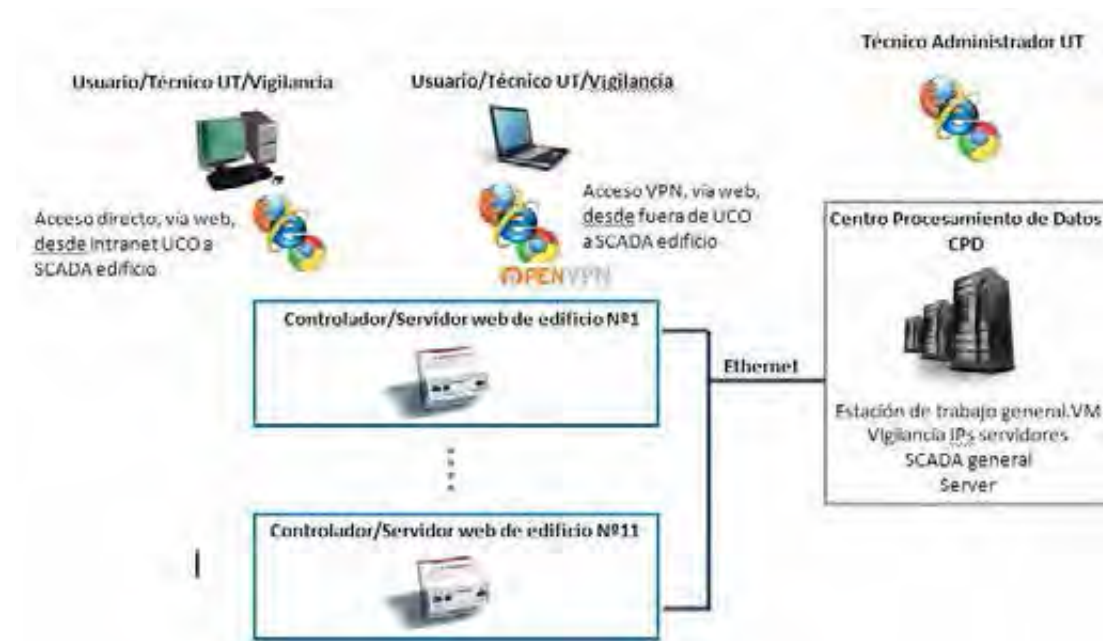 Técnico Administrador UT
Usuario/Técnico UT/Vigilancia
Usuario/Técnico UT/Vigilancia
Acceso directo, vía web,
desde Intranet UCO a
SCADA edificio
Acceso VPN, vía web,
desde fuera de UCO
a SCADA edificio
OPENVPN
Centro Procesamiento de Datos
CPD
Controlador/Servidor web de edificio Nº1
Ethernet
Estación de trabajo general.VM
Vigilancia IPs servidores
SCADA general
Server
Controlador/Servidor web de edificio Nº11